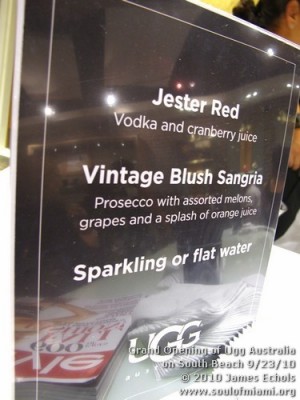 Jester Red
Vodka and cranberry juice
Vintage Blush Sangria
Prosecco with assorted melons,
grapes and a splash of orange juice
Sparkling or flat water
UGG
Grand Opening of Ugg Australia
on South Beach 9/23/10
© 2010 James Echols
www.soulofmiami.org